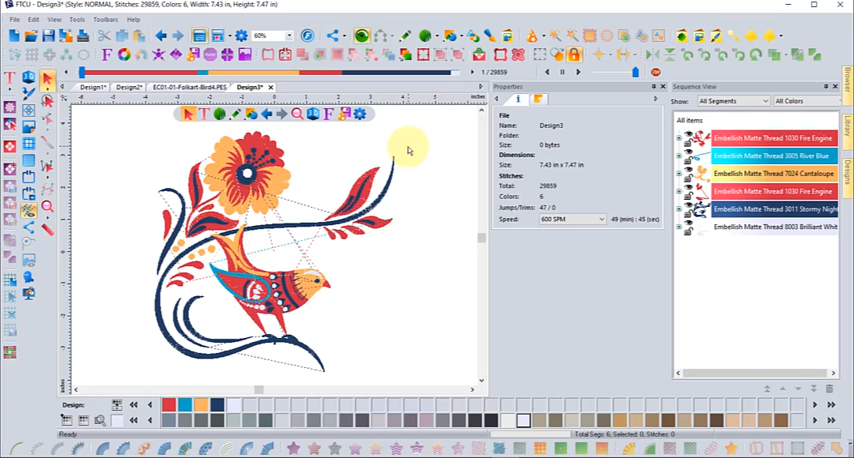 FTCU - Design3* (Style: NORMAL, Stitches: 29859, Colors: 6, Width: 7.43 in, Height: 7.47 in)
File Edit View Tools Toolbars Help
60%
1 / 29859
Design1* Design2* EC01-01-Folkart-Bird4.PES Design3*
inches
Properties
File
Name: Design3
Folder:
Size: 0 bytes
Dimensions:
Size: 7.43 in x 7.47 in
Stitches:
Total: 29859
Colors: 6
Jumps/Trims: 47 / 0
Speed: 600 SPM 49 (min) : 45 (sec)
Sequence View
Show: All Segments All Colors
All items
Embellish Matte Thread 1030 Fire Engine
Embellish Matte Thread 3005 River Blue
Embellish Matte Thread 7024 Cantaloupe
Embellish Matte Thread 1030 Fire Engine
Embellish Matte Thread 3011 Stormy Night
Embellish Matte Thread 8003 Brilliant Whit
Browser
Library
Designs
Design:
Ready
Total Segs: 6, Selected: 0, Stitches: 0